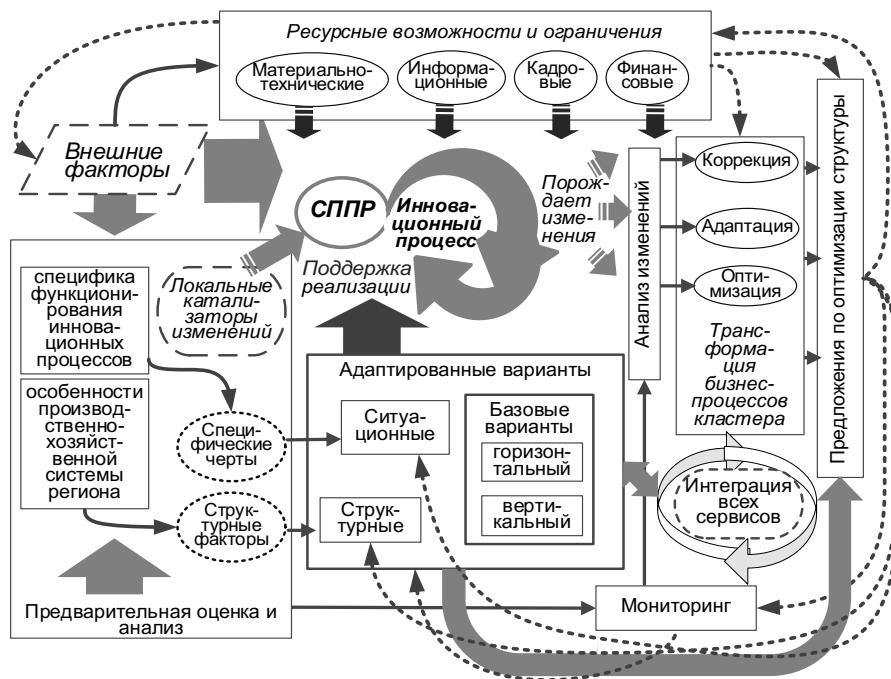 Ресурсные возможности и ограничения
Материально-
технические
Информа-
ционные
Кадро-
вые
Финан-
совые
Внешние
факторы
СППР
Иннова-
ционный
процесс
Поддержка
реализации
Порож-
дает из-
менения
Анализ изменений
Коррекция
Адаптация
Опти-
мизация
Транс-
формация
бизнес-
процессов
кластера
Предложения по оптимизации структуры
специфика
функциони-
рования
иннова-
ционных
процессов
Локальные
катали-
заторы
изменений
особенности
производ-
ственно-
хозяйст-
венной
системы
региона
Специ-
фические
черты
Струк-
турные
факторы
Предварительная оценка и
анализ
Адаптированные варианты
Ситуа-
ционные
Струк-
турные
Базовые
варианты
горизон-
тальный
верти-
кальный
Интеграция
всех
сервисов
Мониторинг